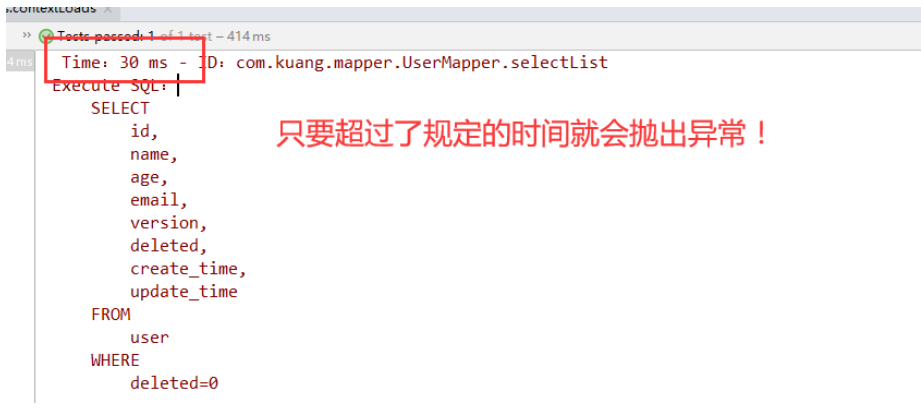 s.contextLoads ×
» Tests passed: 1 of 1 test – 414 ms
4 ms
Time：30 ms - ID：com.kuang.mapper.UserMapper.selectList
Execute SQL：
SELECT
id,
name,
age,
email,
version,
deleted,
create_time,
update_time
FROM
user
WHERE
deleted=0
只要超过了规定的时间就会抛出异常！